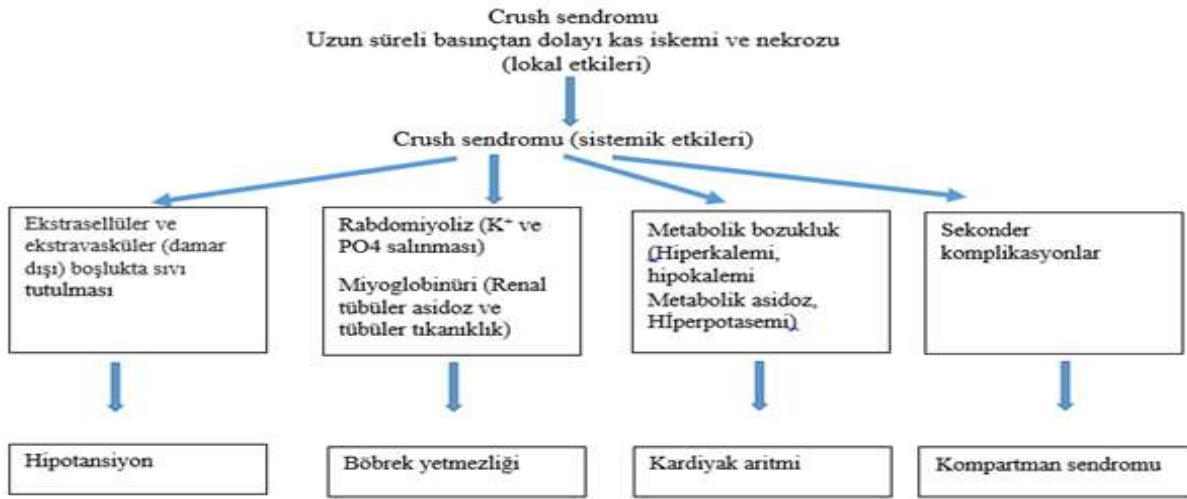 Crush sendromu
Uzun süreli basınçtan dolayı kas iskemi ve nekrozu
(lokal etkileri)
Crush sendromu (sistemik etkileri)
Ekstrasellüler ve
ekstravasküler (damar
dışı) boşlukta sıvı
tutulması
Rabdomiyoliz (K⁺ ve
PO4 salınması)
Miyoglobinüri (Renal
tübüler asidoz ve
tübüler tıkanıklık)
Metabolik bozukluk
(Hiperkalemi,
hipokalemi
Metabolik asidoz,
Hİperpotasemi)
Sekonder
komplikasyonlar
Hipotansiyon
Böbrek yetmezliği
Kardiyak aritmi
Kompartman sendromu